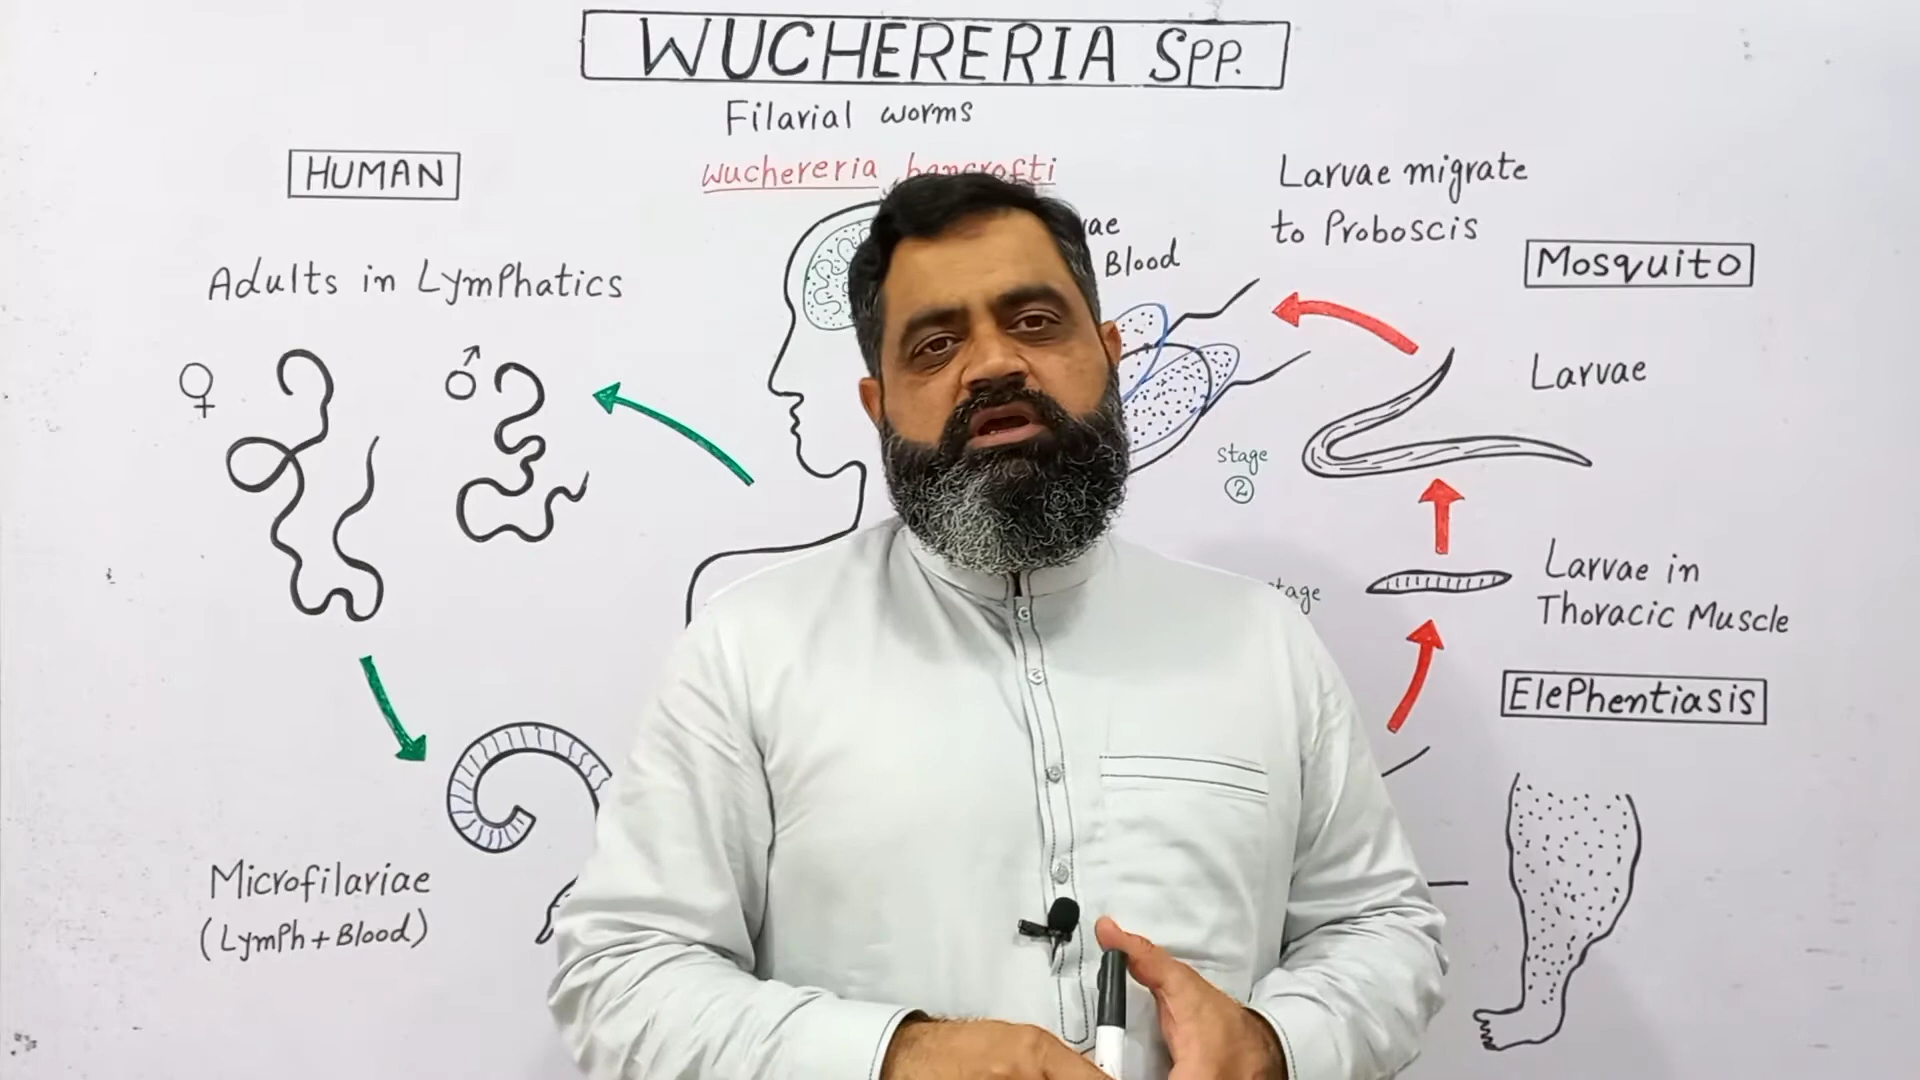 WUCHERERIA SPP.
Filarial worms
Wuchereria bancrofti
HUMAN
Adults in Lymphatics
♀
♂
Blood
Larvae migrate
to Proboscis
Mosquito
Larvae
stage
②
Larvae in
Thoracic Muscle
ElePhentiasis
Microfilariae
(LymPh + Blood)